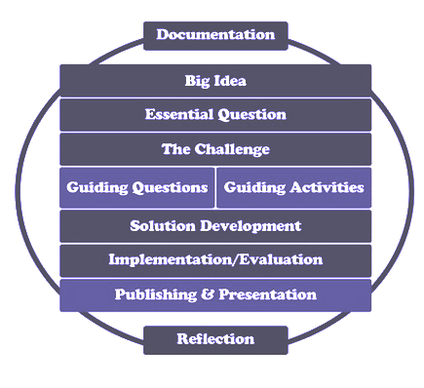 Documentation
Big Idea
Essential Question
The Challenge
Guiding Questions Guiding Activities
Solution Development
Implementation/Evaluation
Publishing & Presentation
Reflection